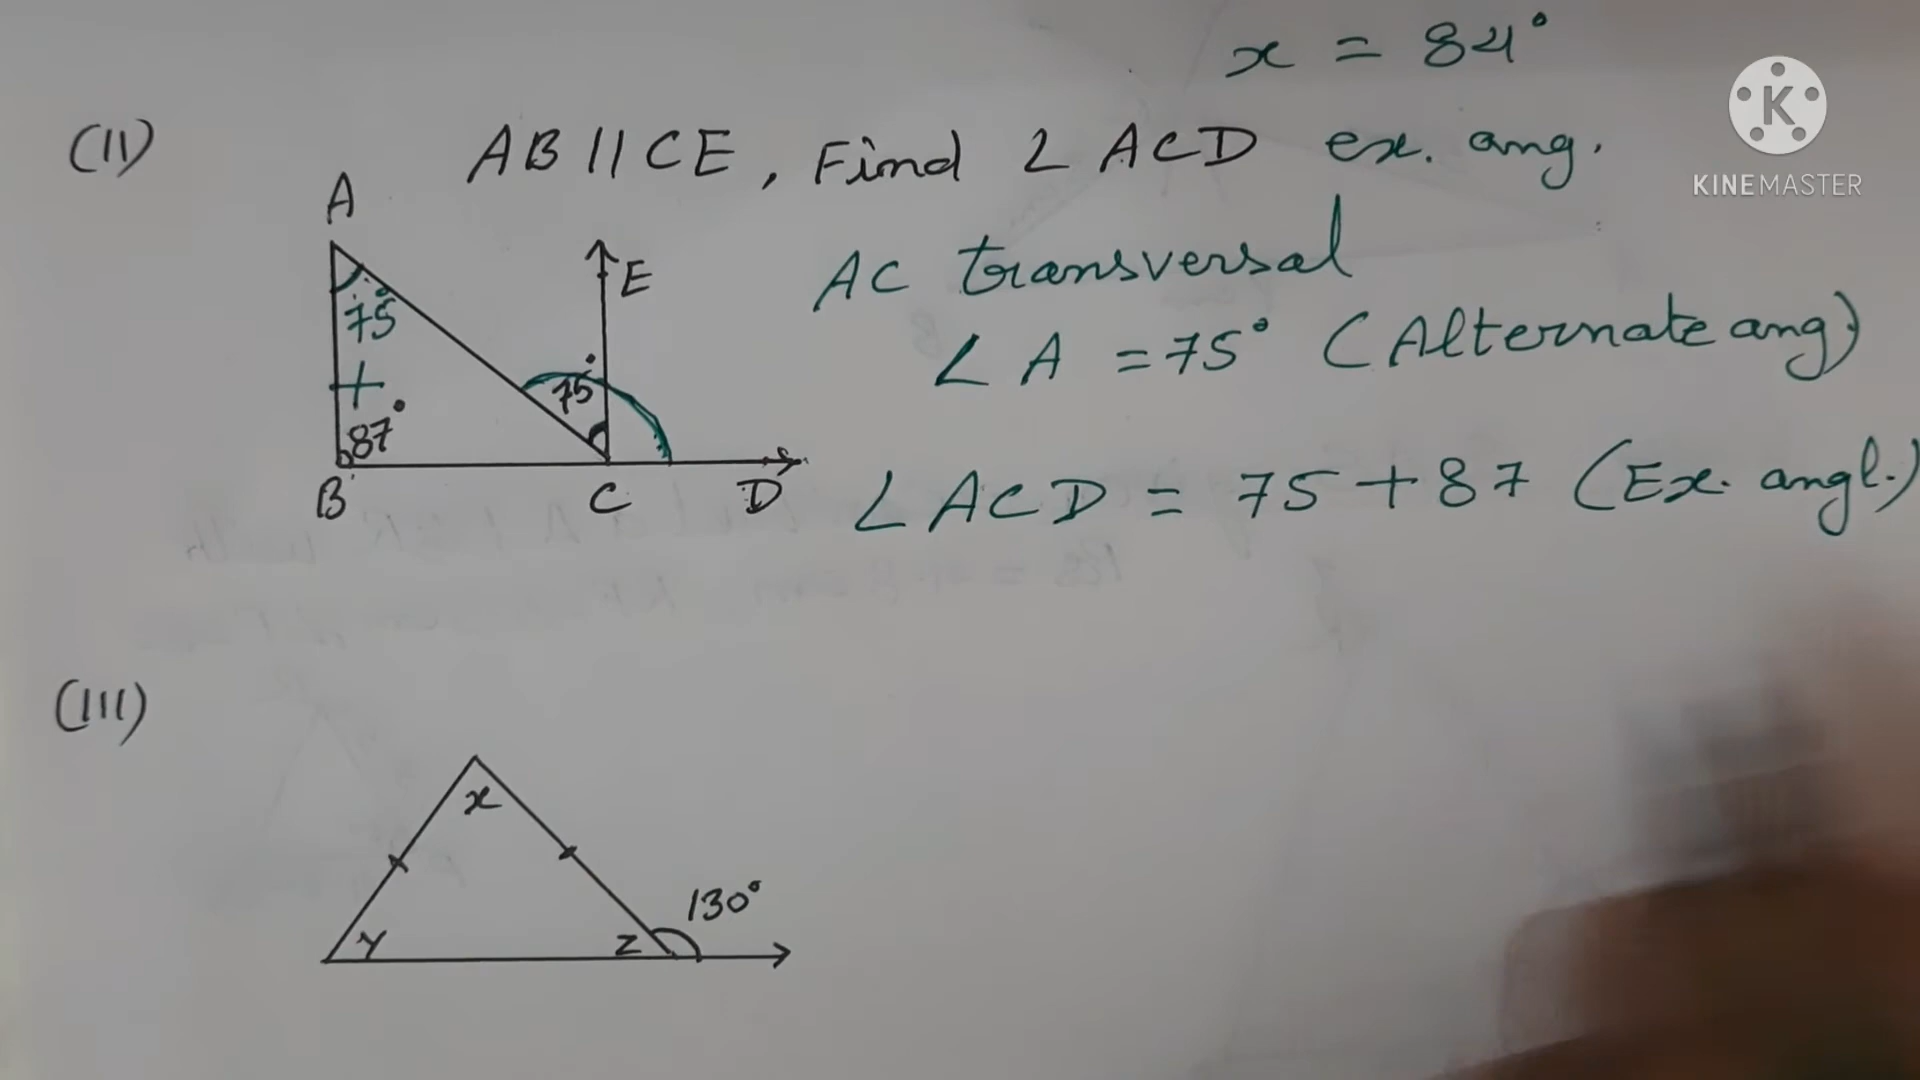 x = 84°
K
KINEMASTER
(II) AB || CE, Find ∠ACD ex. ang.
A
E
75°
75°
87°
B C D
AC transversal
∠A = 75° (Alternate ang)
∠ACD = 75 + 87 (Ex. angl.)
(III)
x
130°
y z